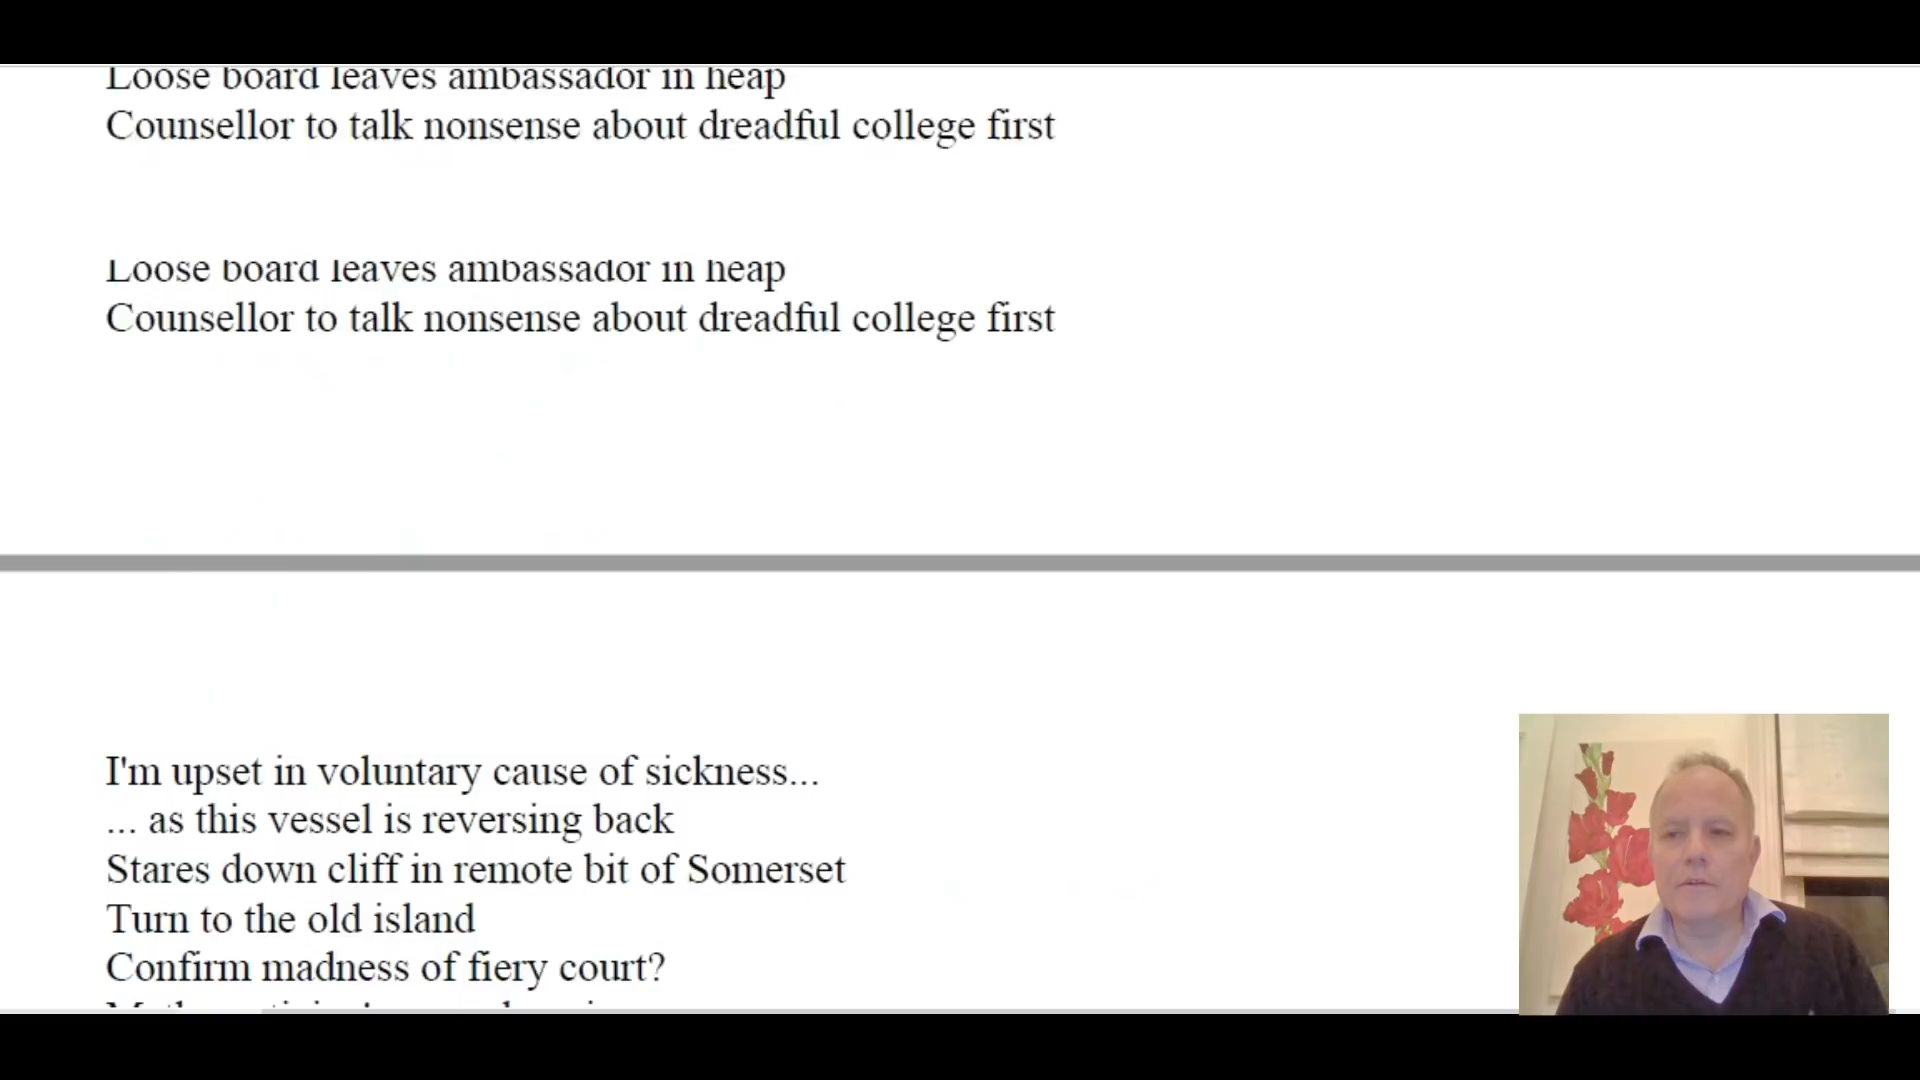 Loose board leaves ambassador in heap
Counsellor to talk nonsense about dreadful college first
Loose board leaves ambassador in heap
Counsellor to talk nonsense about dreadful college first
I'm upset in voluntary cause of sickness...
... as this vessel is reversing back
Stares down cliff in remote bit of Somerset
Turn to the old island
Confirm madness of fiery court?